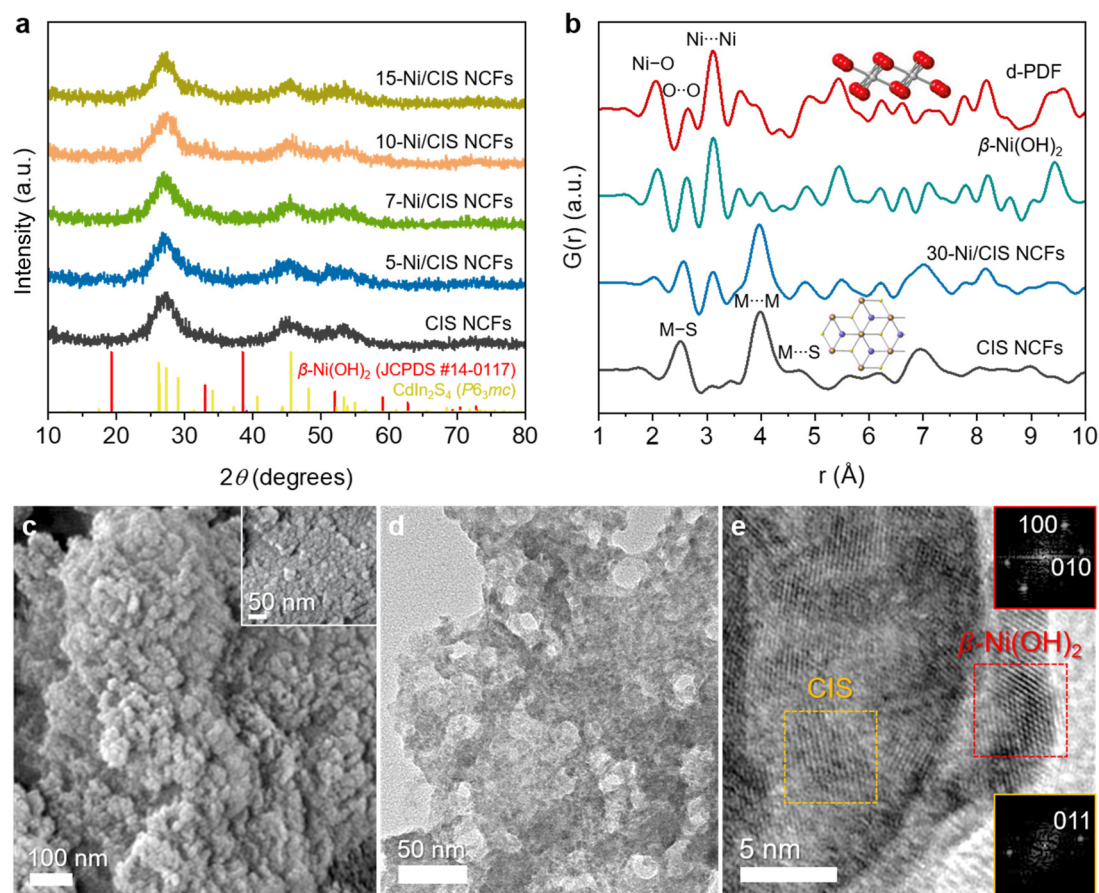 a
Intensity (a.u.)
15-Ni/CIS NCFs
10-Ni/CIS NCFs
7-Ni/CIS NCFs
5-Ni/CIS NCFs
CIS NCFs
β-Ni(OH)₂ (JCPDS #14-0117)
CdIn₂S₄ (P6₃mc)
10 20 30 40 50 60 70 80
2θ (degrees)
b
G(r) (a.u.)
Ni···Ni
Ni−O
O··O
d-PDF
β-Ni(OH)₂
30-Ni/CIS NCFs
M···M
M−S
M···S
CIS NCFs
1 2 3 4 5 6 7 8 9 10
r (Å)
c
50 nm
100 nm
d
50 nm
e
100
010
β-Ni(OH)₂
CIS
011
5 nm